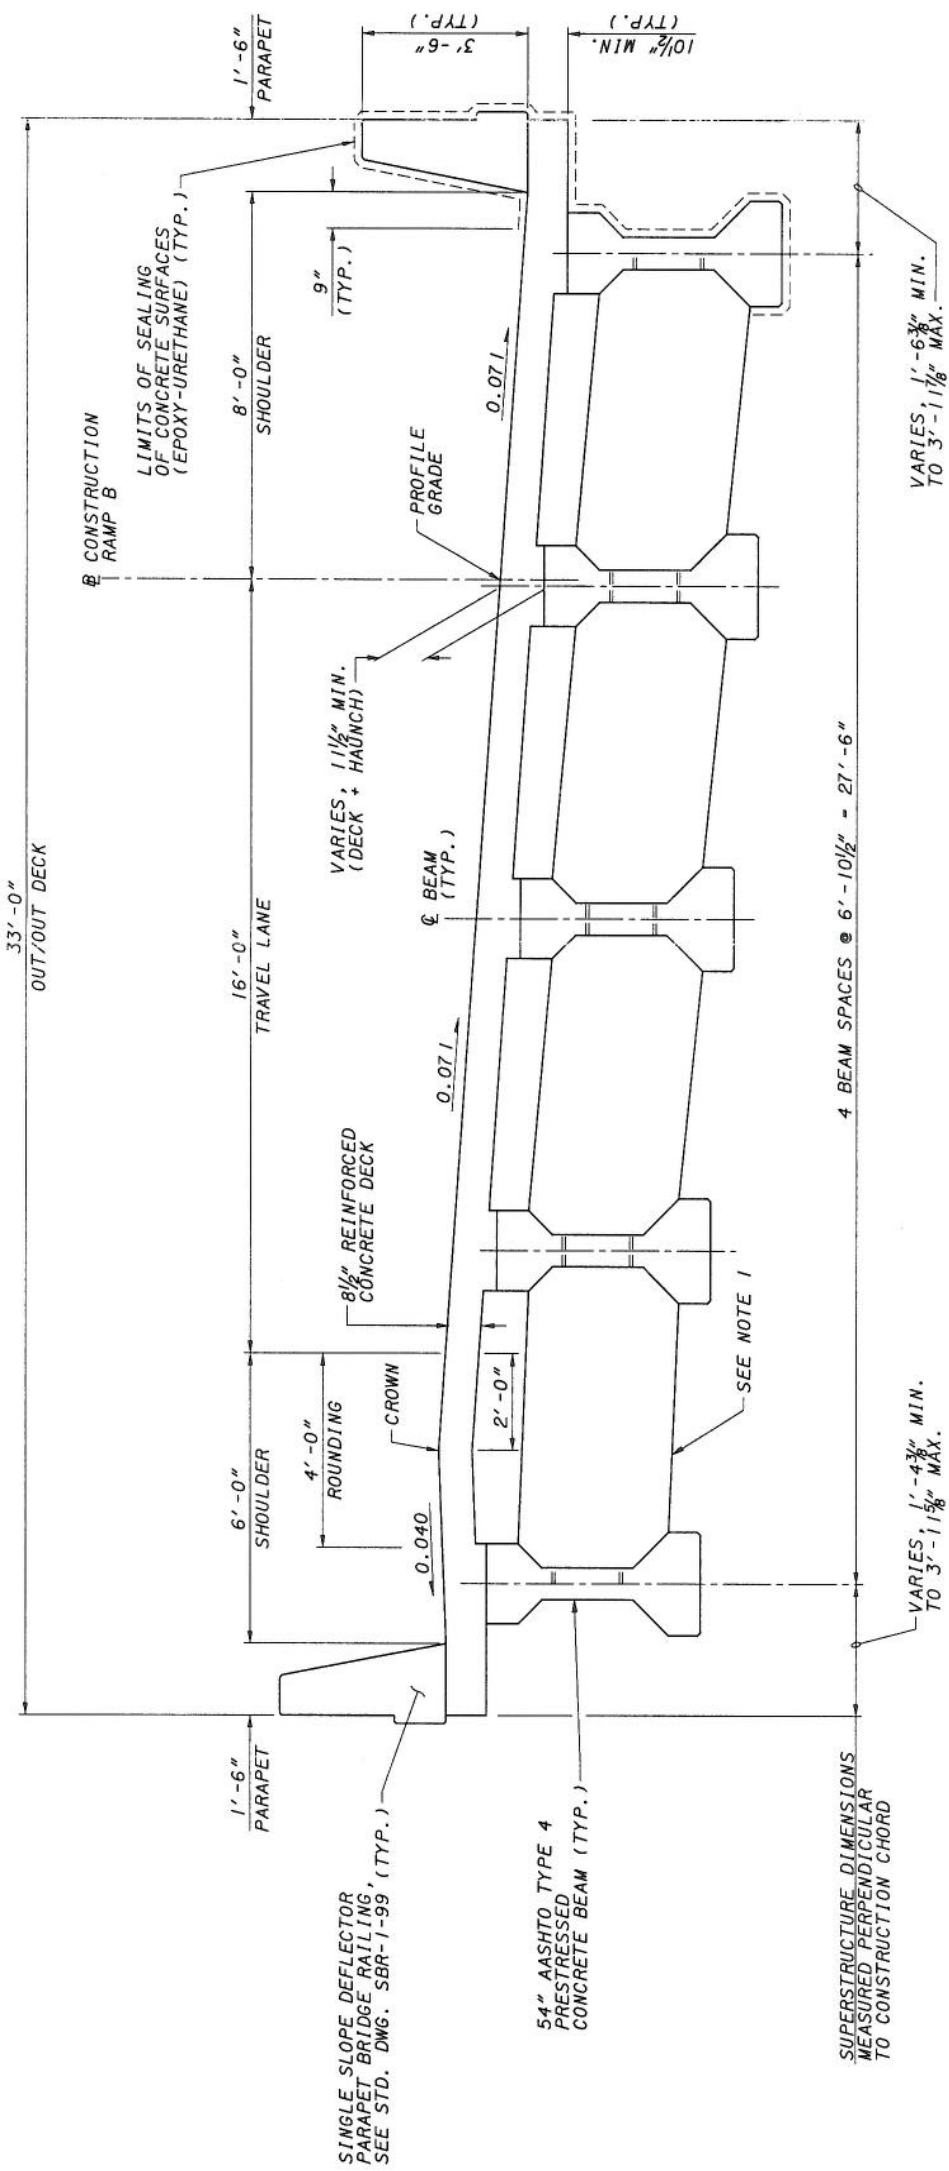 33'-0"
OUT/OUT DECK
1'-6"
PARAPET
6'-0"
SHOULDER
16'-0"
TRAVEL LANE
8'-0"
SHOULDER
1'-6"
PARAPET
℄ CONSTRUCTION
RAMP B
LIMITS OF SEALING
OF CONCRETE SURFACES
(EPOXY-URETHANE) (TYP.)
4'-0"
ROUNDING
9"
(TYP.)
3'-6"
(TYP.)
10½" MIN.
(TYP.)
SINGLE SLOPE DEFLECTOR
PARAPET BRIDGE RAILING,
SEE STD. DWG. SBR-1-99 (TYP.)
CROWN
0.040
8½" REINFORCED
CONCRETE DECK
VARIES, 11½" MIN.
(DECK + HAUNCH)
PROFILE
GRADE
0.071
0.071
℄ BEAM
(TYP.)
2'-0"
54" AASHTO TYPE 4
PRESTRESSED
CONCRETE BEAM (TYP.)
SEE NOTE 1
SUPERSTRUCTURE DIMENSIONS
MEASURED PERPENDICULAR
TO CONSTRUCTION CHORD
4 BEAM SPACES @ 6'-10½" = 27'-6"
VARIES, 1'-4⅜" MIN.
TO 3'-11⅝" MAX.
VARIES, 1'-6⅜" MIN.
TO 3'-1⅞" MAX.